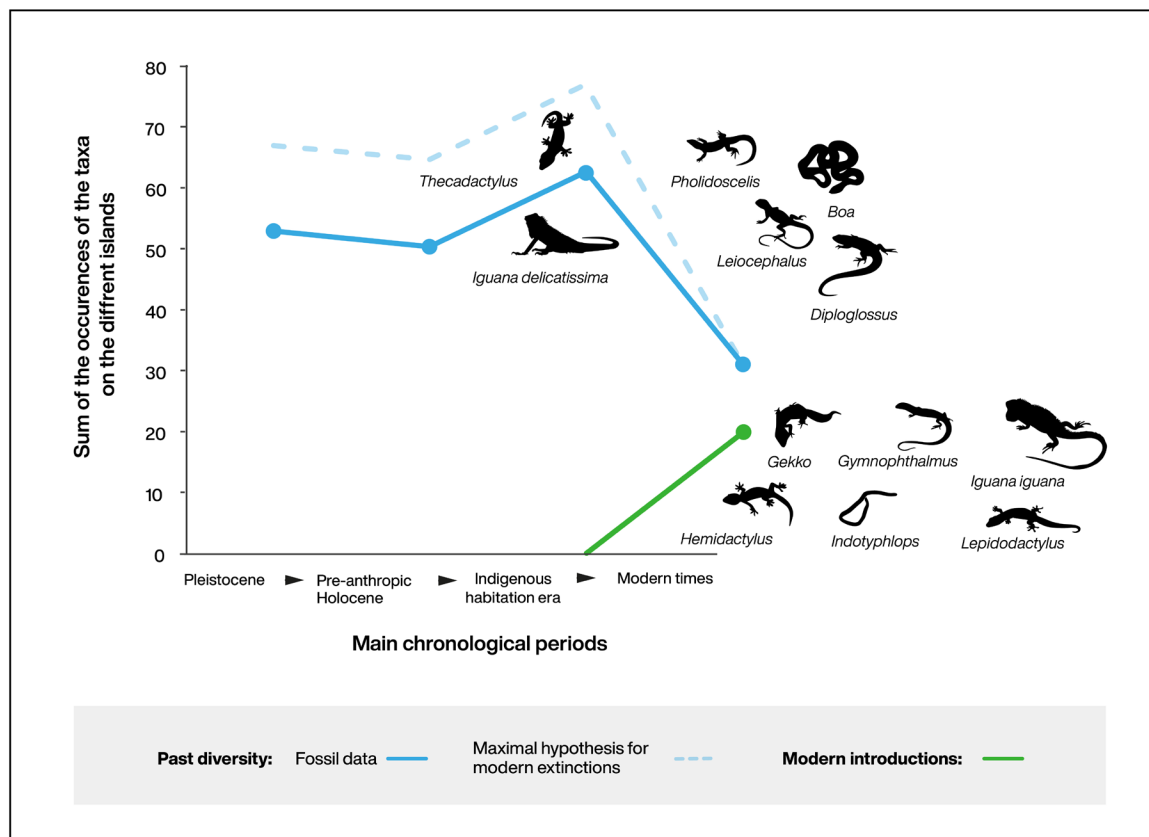 80
70
60
50
40
30
20
10
0
Sum of the occurences of the taxa
on the diffrent islands
Thecadactylus
Pholidoscelis
Boa
Iguana delicatissima
Leiocephalus
Diploglossus
Gekko
Gymnophthalmus
Iguana iguana
Hemidactylus
Indotyphlops
Lepidodactylus
Pleistocene
Pre-anthropic
Holocene
Indigenous
habitation era
Modern times
Main chronological periods
Past diversity:
Fossil data
Maximal hypothesis for
modern extinctions
Modern introductions: